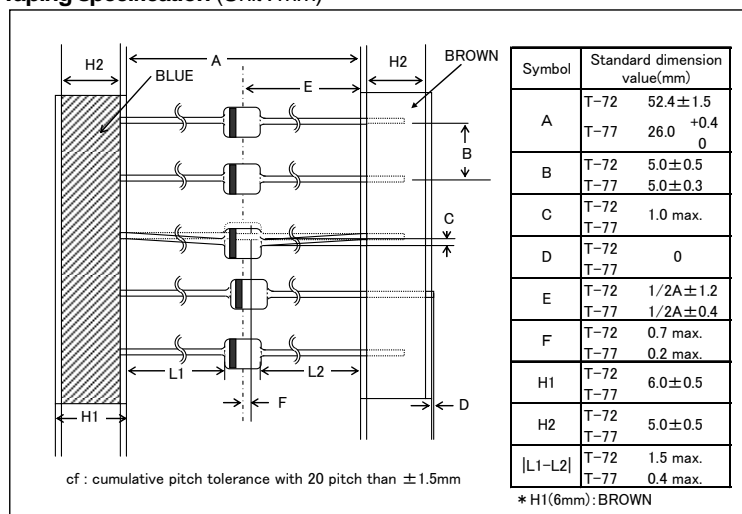 Taping specification (Unit : mm)
H2
A
H2
BROWN
BLUE
E
B
C
L1
L2
F
D
H1
cf : cumulative pitch tolerance with 20 pitch than ±1.5mm
Symbol Standard dimension value(mm)
A T-72 52.4±1.5
T-77 26.0 +0.4 0
B T-72 5.0±0.5
T-77 5.0±0.3
C T-72 T-77 1.0 max.
D T-72 T-77 0
E T-72 1/2A±1.2
T-77 1/2A±0.4
F T-72 0.7 max.
T-77 0.2 max.
H1 T-72 T-77 6.0±0.5
H2 T-72 T-77 5.0±0.5
|L1-L2| T-72 1.5 max.
T-77 0.4 max.
*H1(6mm):BROWN